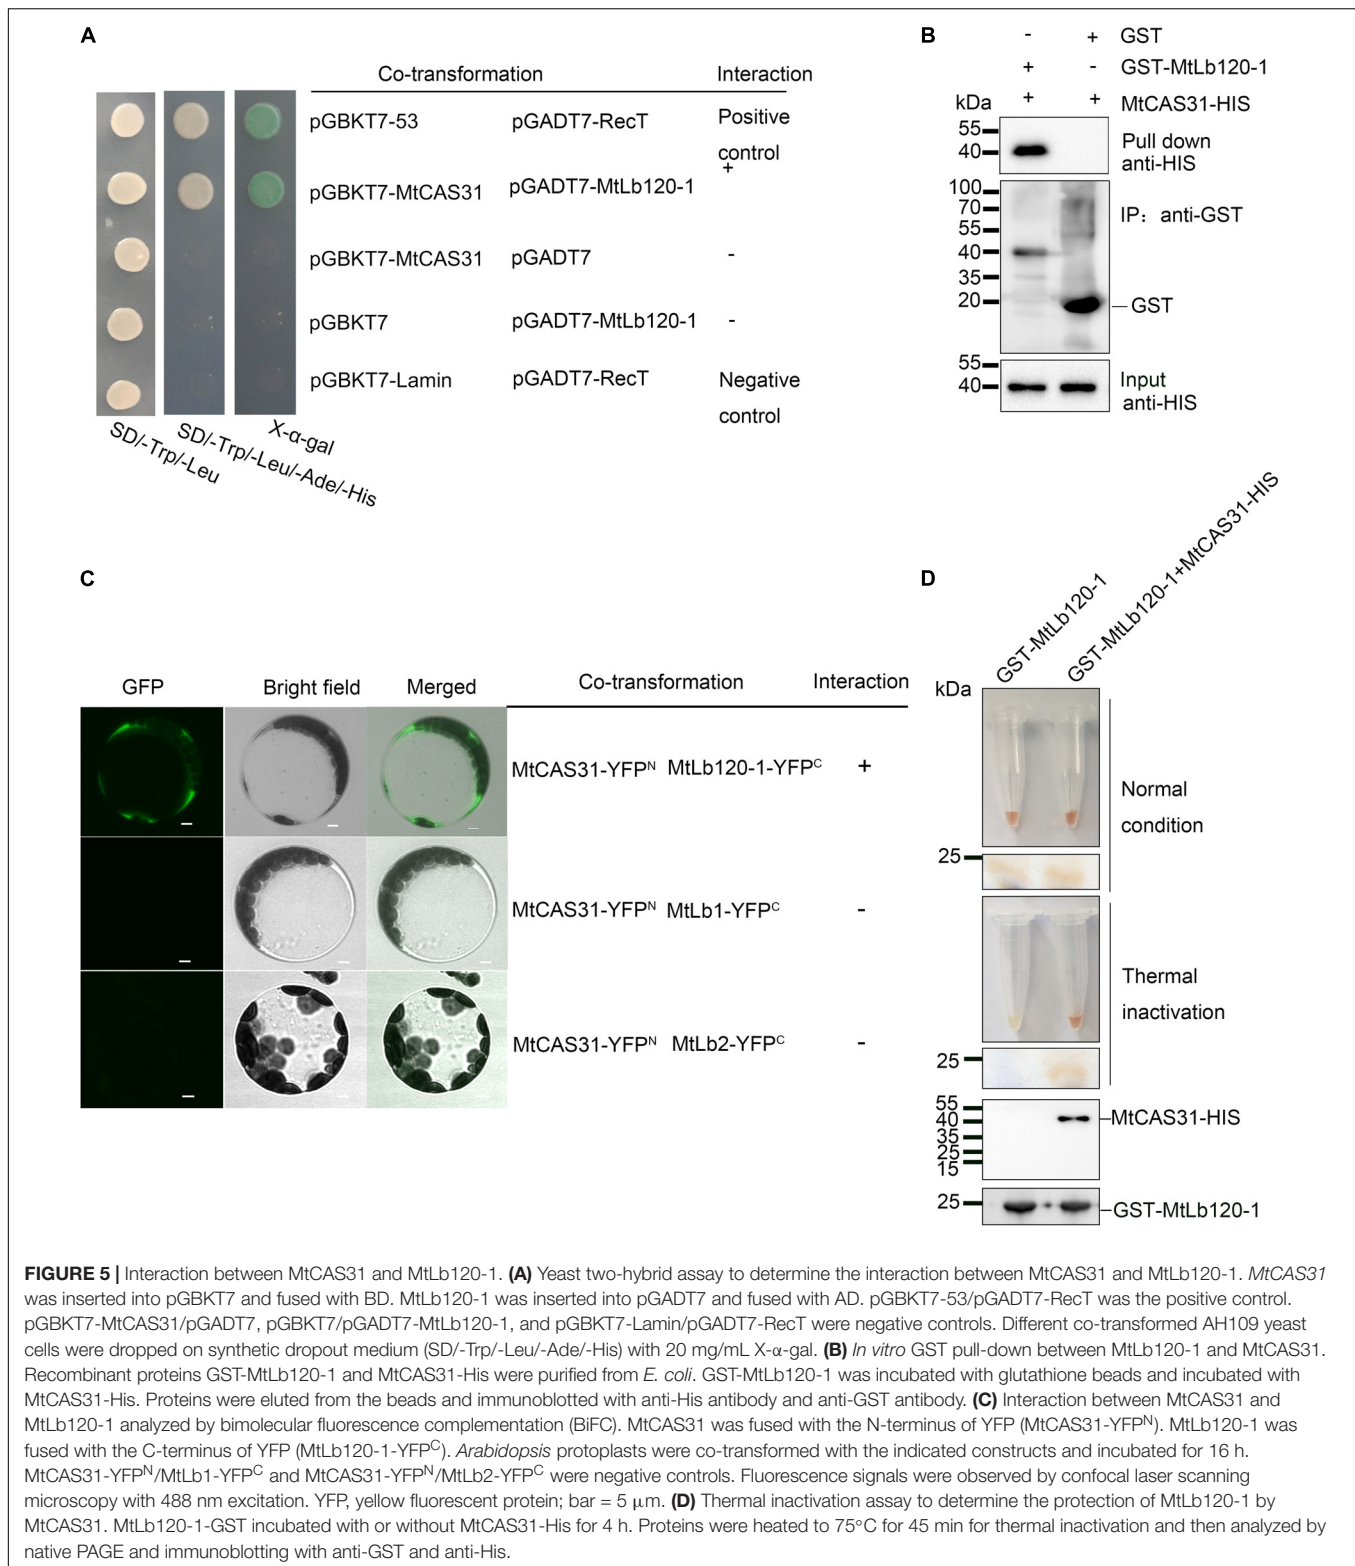 A
Co-transformation Interaction
pGBKT7-53 pGADT7-RecT Positive control
pGBKT7-MtCAS31 pGADT7-MtLb120-1 +
pGBKT7-MtCAS31 pGADT7 -
pGBKT7 pGADT7-MtLb120-1 -
pGBKT7-Lamin pGADT7-RecT Negative control
SD/-Trp/-Leu
SD/-Trp/-Leu/-Ade/-His
X-α-gal
B
- + GST
+ - GST-MtLb120-1
+ + MtCAS31-HIS
kDa
55
40
Pull down
anti-HIS
100
70
55
40
35
20
IP: anti-GST
GST
55
40
Input
anti-HIS
C
GFP Bright field Merged Co-transformation Interaction
MtCAS31-YFPN MtLb120-1-YFPC +
MtCAS31-YFPN MtLb1-YFPC -
MtCAS31-YFPN MtLb2-YFPC -
D
GST-MtLb120-1
GST-MtLb120-1+MtCAS31-HIS
kDa
Normal
condition
25
Thermal
inactivation
25
55
40
35
25
15
MtCAS31-HIS
25
GST-MtLb120-1
FIGURE 5 | Interaction between MtCAS31 and MtLb120-1. (A) Yeast two-hybrid assay to determine the interaction between MtCAS31 and MtLb120-1. MtCAS31
was inserted into pGBKT7 and fused with BD. MtLb120-1 was inserted into pGADT7 and fused with AD. pGBKT7-53/pGADT7-RecT was the positive control.
pGBKT7-MtCAS31/pGADT7, pGBKT7/pGADT7-MtLb120-1, and pGBKT7-Lamin/pGADT7-RecT were negative controls. Different co-transformed AH109 yeast
cells were dropped on synthetic dropout medium (SD/-Trp/-Leu/-Ade/-His) with 20 mg/mL X-α-gal. (B) In vitro GST pull-down between MtLb120-1 and MtCAS31.
Recombinant proteins GST-MtLb120-1 and MtCAS31-His were purified from E. coli. GST-MtLb120-1 was incubated with glutathione beads and incubated with
MtCAS31-His. Proteins were eluted from the beads and immunoblotted with anti-His antibody and anti-GST antibody. (C) Interaction between MtCAS31 and
MtLb120-1 analyzed by bimolecular fluorescence complementation (BiFC). MtCAS31 was fused with the N-terminus of YFP (MtCAS31-YFPN). MtLb120-1 was
fused with the C-terminus of YFP (MtLb120-1-YFPC). Arabidopsis protoplasts were co-transformed with the indicated constructs and incubated for 16 h.
MtCAS31-YFPN/MtLb1-YFPC and MtCAS31-YFPN/MtLb2-YFPC were negative controls. Fluorescence signals were observed by confocal laser scanning
microscopy with 488 nm excitation. YFP, yellow fluorescent protein; bar = 5 μm. (D) Thermal inactivation assay to determine the protection of MtLb120-1 by
MtCAS31. MtLb120-1-GST incubated with or without MtCAS31-His for 4 h. Proteins were heated to 75°C for 45 min for thermal inactivation and then analyzed by
native PAGE and immunoblotting with anti-GST and anti-His.